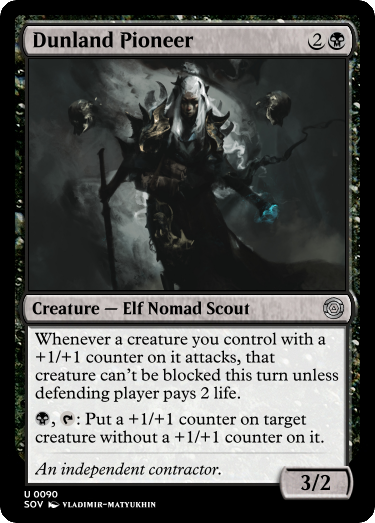 Dunland Pioneer 2
Creature — Elf Nomad Scout
Whenever a creature you control with a
+1/+1 counter on it attacks, that
creature can't be blocked this turn unless
defending player pays 2 life.
, : Put a +1/+1 counter on target
creature without a +1/+1 counter on it.
An independent contractor.
3/2
U 0090
SOV VLADIMIR-MATYUKHIN